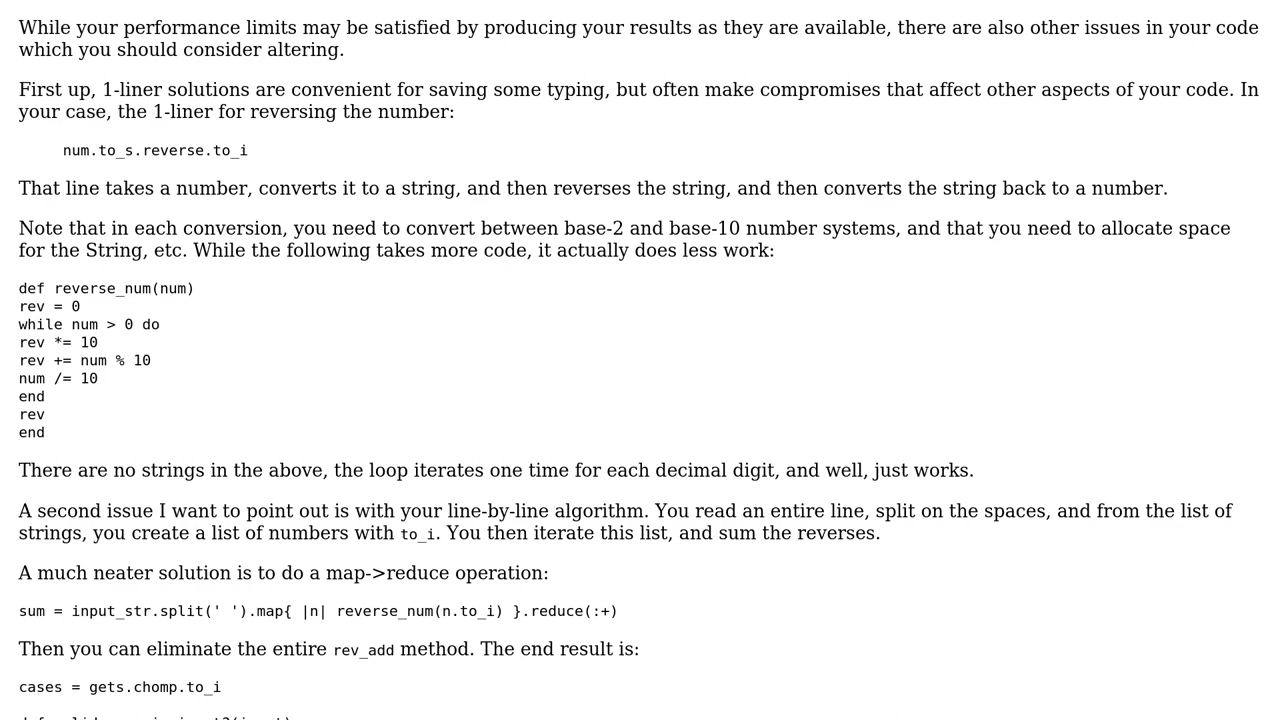 While your performance limits may be satisfied by producing your results as they are available, there are also other issues in your code
which you should consider altering.
First up, 1-liner solutions are convenient for saving some typing, but often make compromises that affect other aspects of your code. In
your case, the 1-liner for reversing the number:
num.to_s.reverse.to_i
That line takes a number, converts it to a string, and then reverses the string, and then converts the string back to a number.
Note that in each conversion, you need to convert between base-2 and base-10 number systems, and that you need to allocate space
for the String, etc. While the following takes more code, it actually does less work:
def reverse_num(num)
rev = 0
while num > 0 do
rev *= 10
rev += num % 10
num /= 10
end
rev
end
There are no strings in the above, the loop iterates one time for each decimal digit, and well, just works.
A second issue I want to point out is with your line-by-line algorithm. You read an entire line, split on the spaces, and from the list of
strings, you create a list of numbers with to_i. You then iterate this list, and sum the reverses.
A much neater solution is to do a map->reduce operation:
sum = input_str.split(' ').map{ |n| reverse_num(n.to_i) }.reduce(:+)
Then you can eliminate the entire rev_add method. The end result is:
cases = gets.chomp.to_i